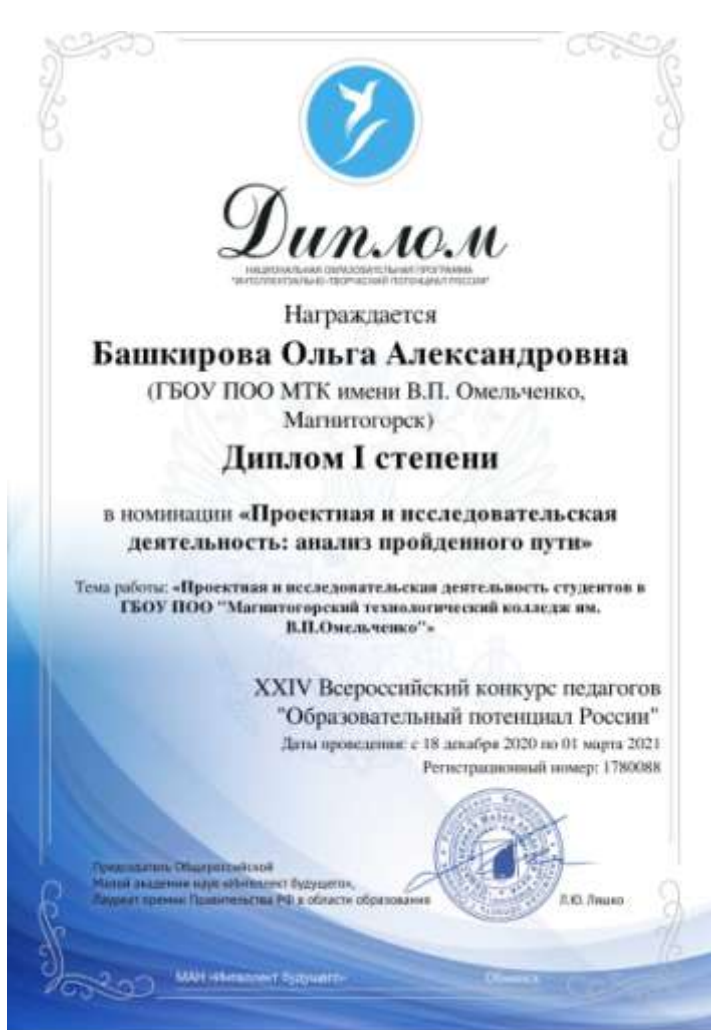 Диплом
НАЦИОНАЛЬНАЯ ОБРАЗОВАТЕЛЬНАЯ ПРОГРАММА
"ИНТЕЛЛЕКТУАЛЬНО-ТВОРЧЕСКИЙ ПОТЕНЦИАЛ РОССИИ"
Награждается
Башкирова Ольга Александровна
(ГБОУ ПОО МТК имени В.П. Омельченко,
Магнитогорск)
Диплом I степени
в номинации «Проектная и исследовательская
деятельность: анализ пройденного пути»
Тема работы: «Проектная и исследовательская деятельность студентов в
ГБОУ ПОО "Магнитогорский технологический колледж им.
В.П.Омельченко"»
XXIV Всероссийский конкурс педагогов
"Образовательный потенциал России"
Даты проведения: с 18 декабря 2020 по 01 марта 2021
Регистрационный номер: 1780088
Председатель Общероссийской
Малой академии наук «Интеллект будущего»,
Лауреат премии Правительства РФ в области образования
Л.Ю. Ляшко
МАН «Интеллект будущего»
Обнинск